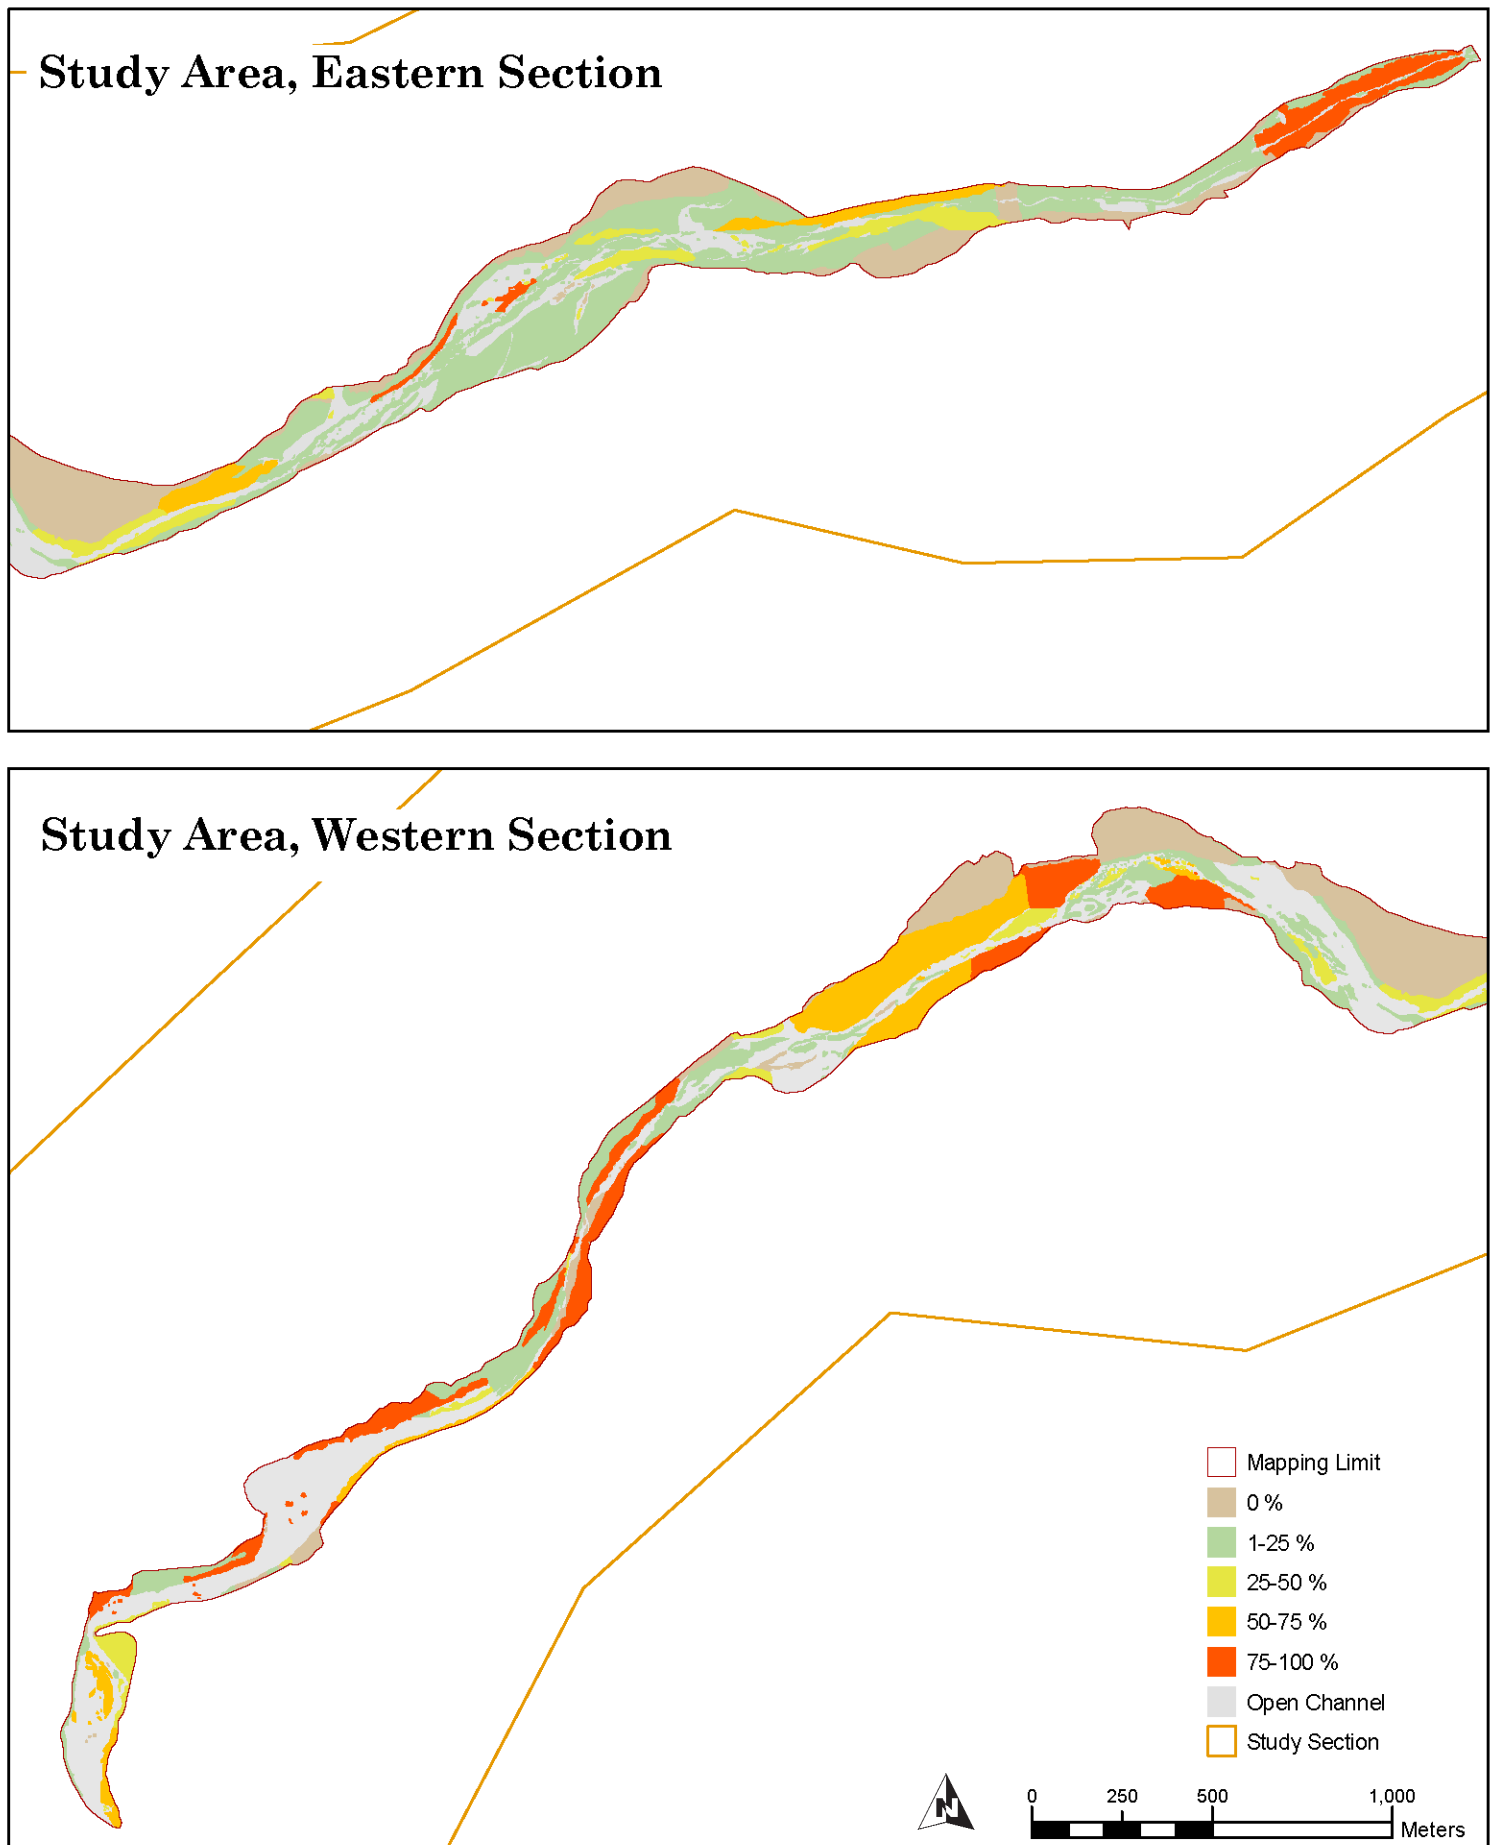 Study Area, Eastern Section
Study Area, Western Section
Mapping Limit
0 %
1-25 %
25-50 %
50-75 %
75-100 %
Open Channel
Study Section
N
0 250 500 1,000
Meters